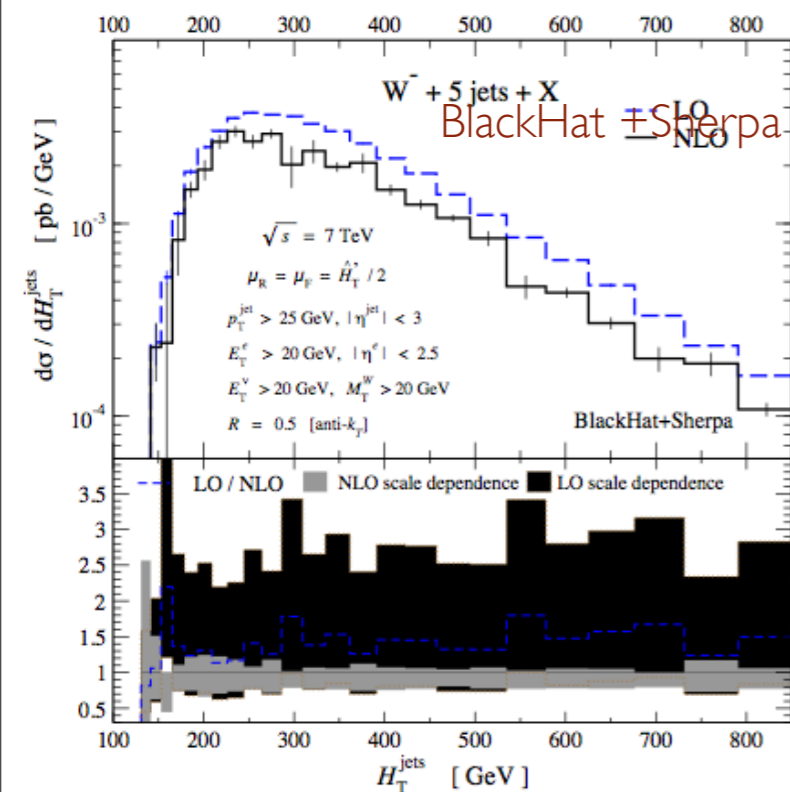 100 200 300 400 500 600 700 800
W⁻ + 5 jets + X
BlackHat +Sherpa
LO
NLO
dσ / dH_T^jets [ pb / GeV ]
10⁻³
10⁻⁴
√s = 7 TeV
μ_R = μ_F = Ĥ_T' / 2
p_T^jet > 25 GeV, | η^jet | < 3
E_T^e > 20 GeV, | η^e | < 2.5
E_T^ν > 20 GeV, M_T^W > 20 GeV
R = 0.5 [anti-k_T]
BlackHat+Sherpa
LO / NLO NLO scale dependence LO scale dependence
3.5
3
2.5
2
1.5
1
0.5
100 200 300 400 500 600 700 800
H_T^jets [ GeV ]